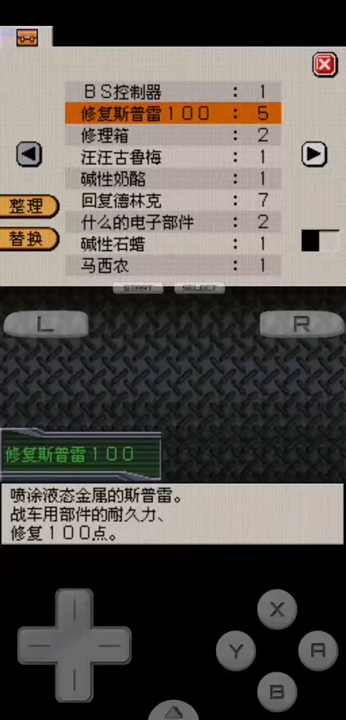 BS控制器 : 1
修复斯普雷100 : 5
修理箱 : 2
汪汪古鲁梅 : 1
碱性奶酪 : 1
整理
回复德林克 : 7
什么的电子部件 : 2
替换
碱性石蜡 : 1
马西农 : 1
START SELECT
L R
修复斯普雷100
喷涂液态金属的斯普雷。
战车用部件的耐久力、
修复100点。
X
Y A
B